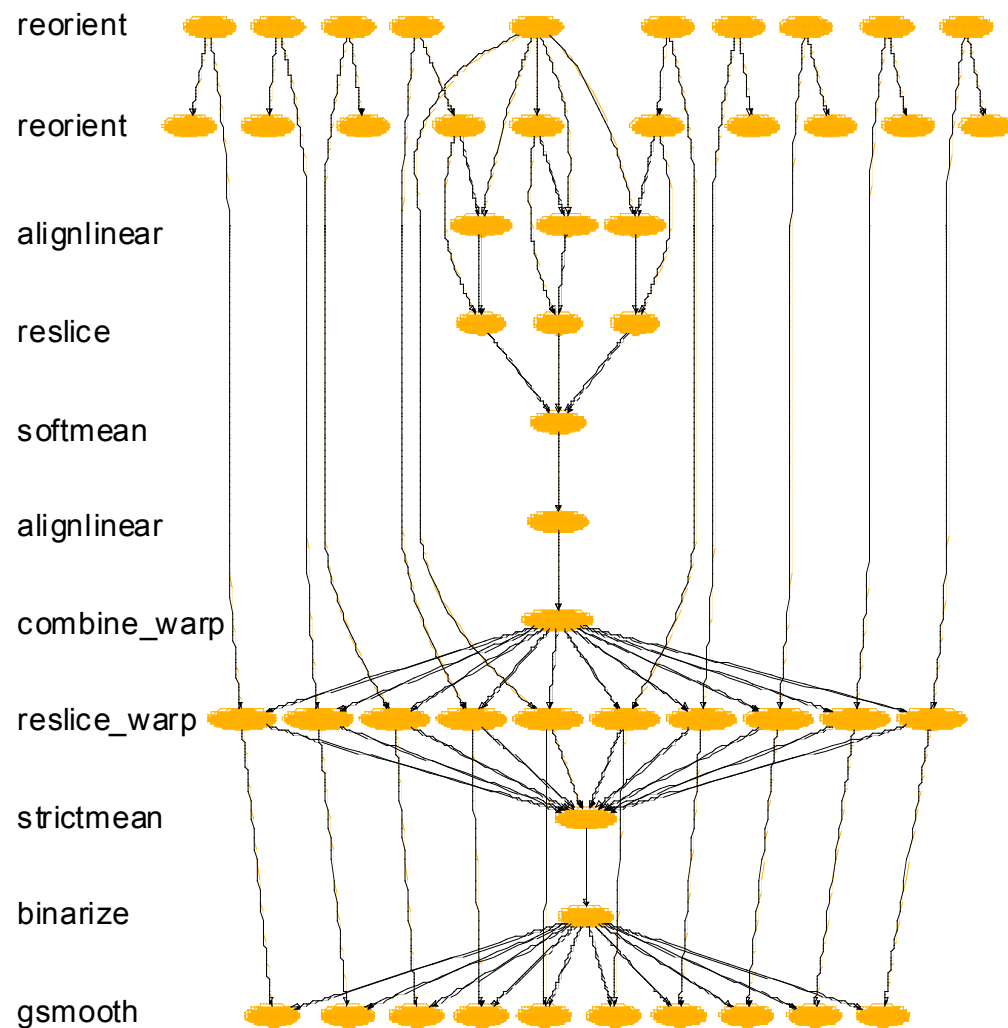 reorient
reorient
alignlinear
reslice
softmean
alignlinear
combine_warp
reslice_warp
strictmean
binarize
gsmooth